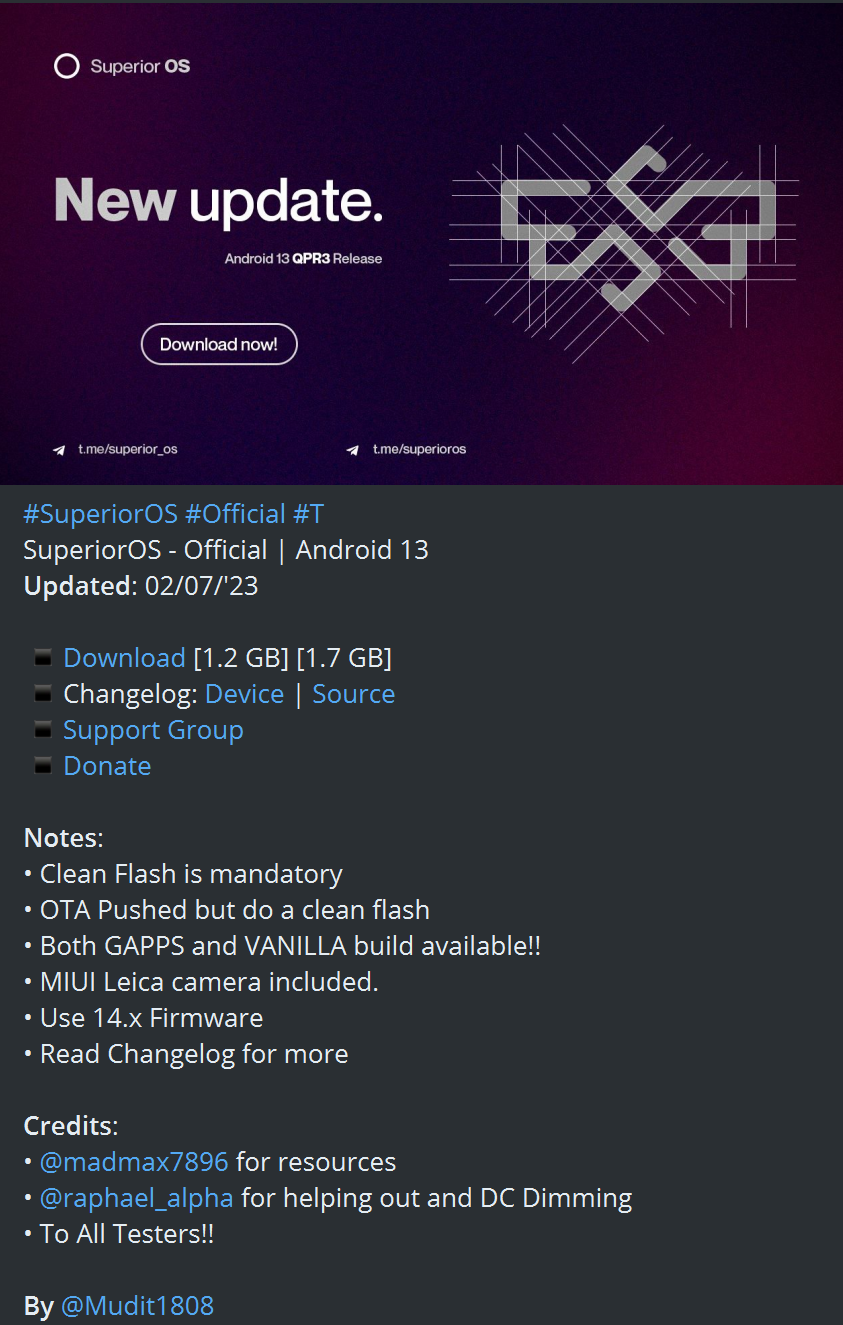 Superior OS
New update.
Android 13 QPR3 Release
Download now!
t.me/superior_os
t.me/superioros
#SuperiorOS #Official #T
SuperiorOS - Official | Android 13
Updated: 02/07/'23
▪️ Download [1.2 GB] [1.7 GB]
▪️ Changelog: Device | Source
▪️ Support Group
▪️ Donate
Notes:
• Clean Flash is mandatory
• OTA Pushed but do a clean flash
• Both GAPPS and VANILLA build available!!
• MIUI Leica camera included.
• Use 14.x Firmware
• Read Changelog for more
Credits:
• @madmax7896 for resources
• @raphael_alpha for helping out and DC Dimming
• To All Testers!!
By @Mudit1808